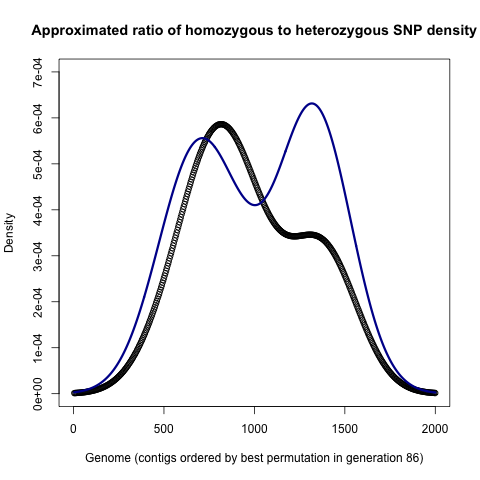 Approximated ratio of homozygous to heterozygous SNP density
7e-04
6e-04
5e-04
4e-04
3e-04
2e-04
1e-04
0e+00
Density
0 500 1000 1500 2000
Genome (contigs ordered by best permutation in generation 86)